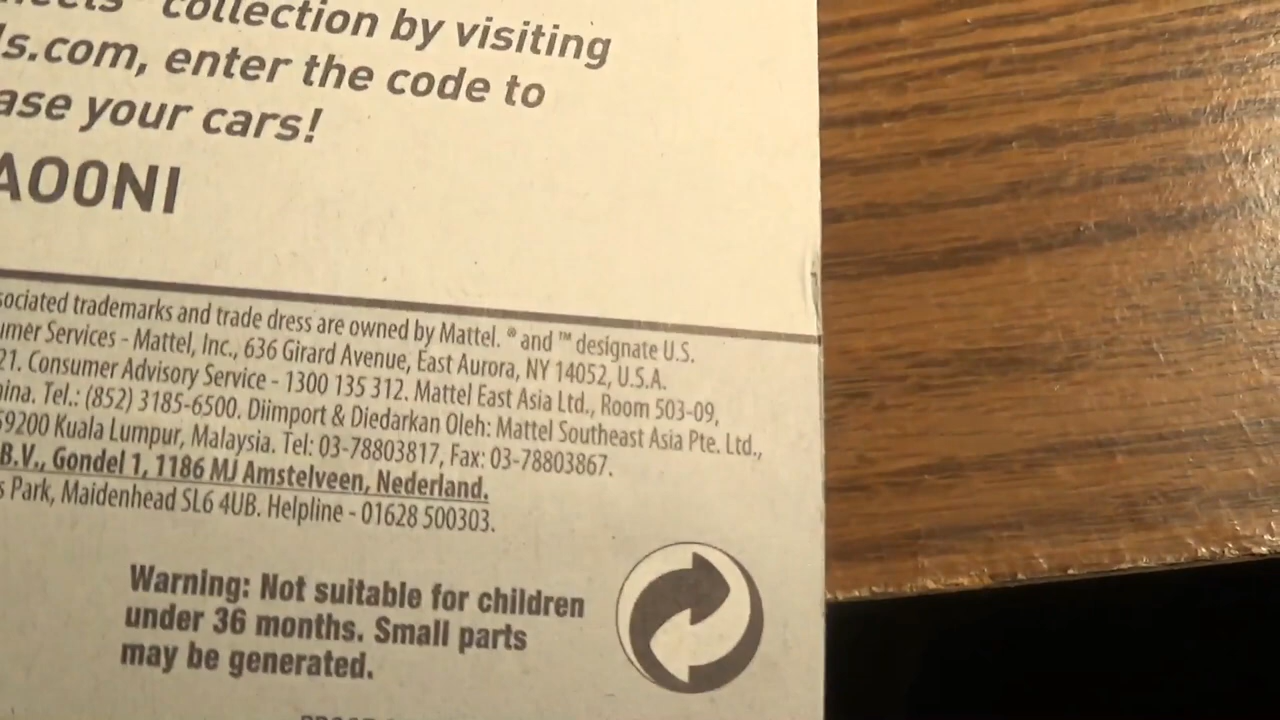 collection by visiting
s.com, enter the code to
ase your cars!
AO0NI
sociated trademarks and trade dress are owned by Mattel. ® and ™ designate U.S.
umer Services - Mattel, Inc., 636 Girard Avenue, East Aurora, NY 14052, U.S.A.
21. Consumer Advisory Service - 1300 135 312. Mattel East Asia Ltd., Room 503-09,
ina. Tel.: (852) 3185-6500. Diimport & Diedarkan Oleh: Mattel Southeast Asia Pte. Ltd.,
59200 Kuala Lumpur, Malaysia. Tel: 03-78803817, Fax: 03-78803867.
B.V., Gondel 1, 1186 MJ Amstelveen, Nederland.
s Park, Maidenhead SL6 4UB. Helpline - 01628 500303.
Warning: Not suitable for children
under 36 months. Small parts
may be generated.